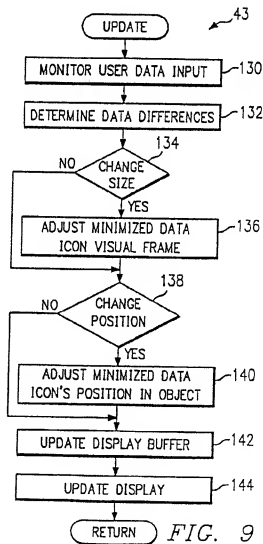 UPDATE
43
MONITOR USER DATA INPUT
130
DETERMINE DATA DIFFERENCES
132
134
NO
CHANGE
SIZE
YES
ADJUST MINIMIZED DATA
ICON VISUAL FRAME
136
138
NO
CHANGE
POSITION
YES
ADJUST MINIMIZED DATA
ICON'S POSITION IN OBJECT
140
UPDATE DISPLAY BUFFER
142
UPDATE DISPLAY
144
RETURN
FIG. 9